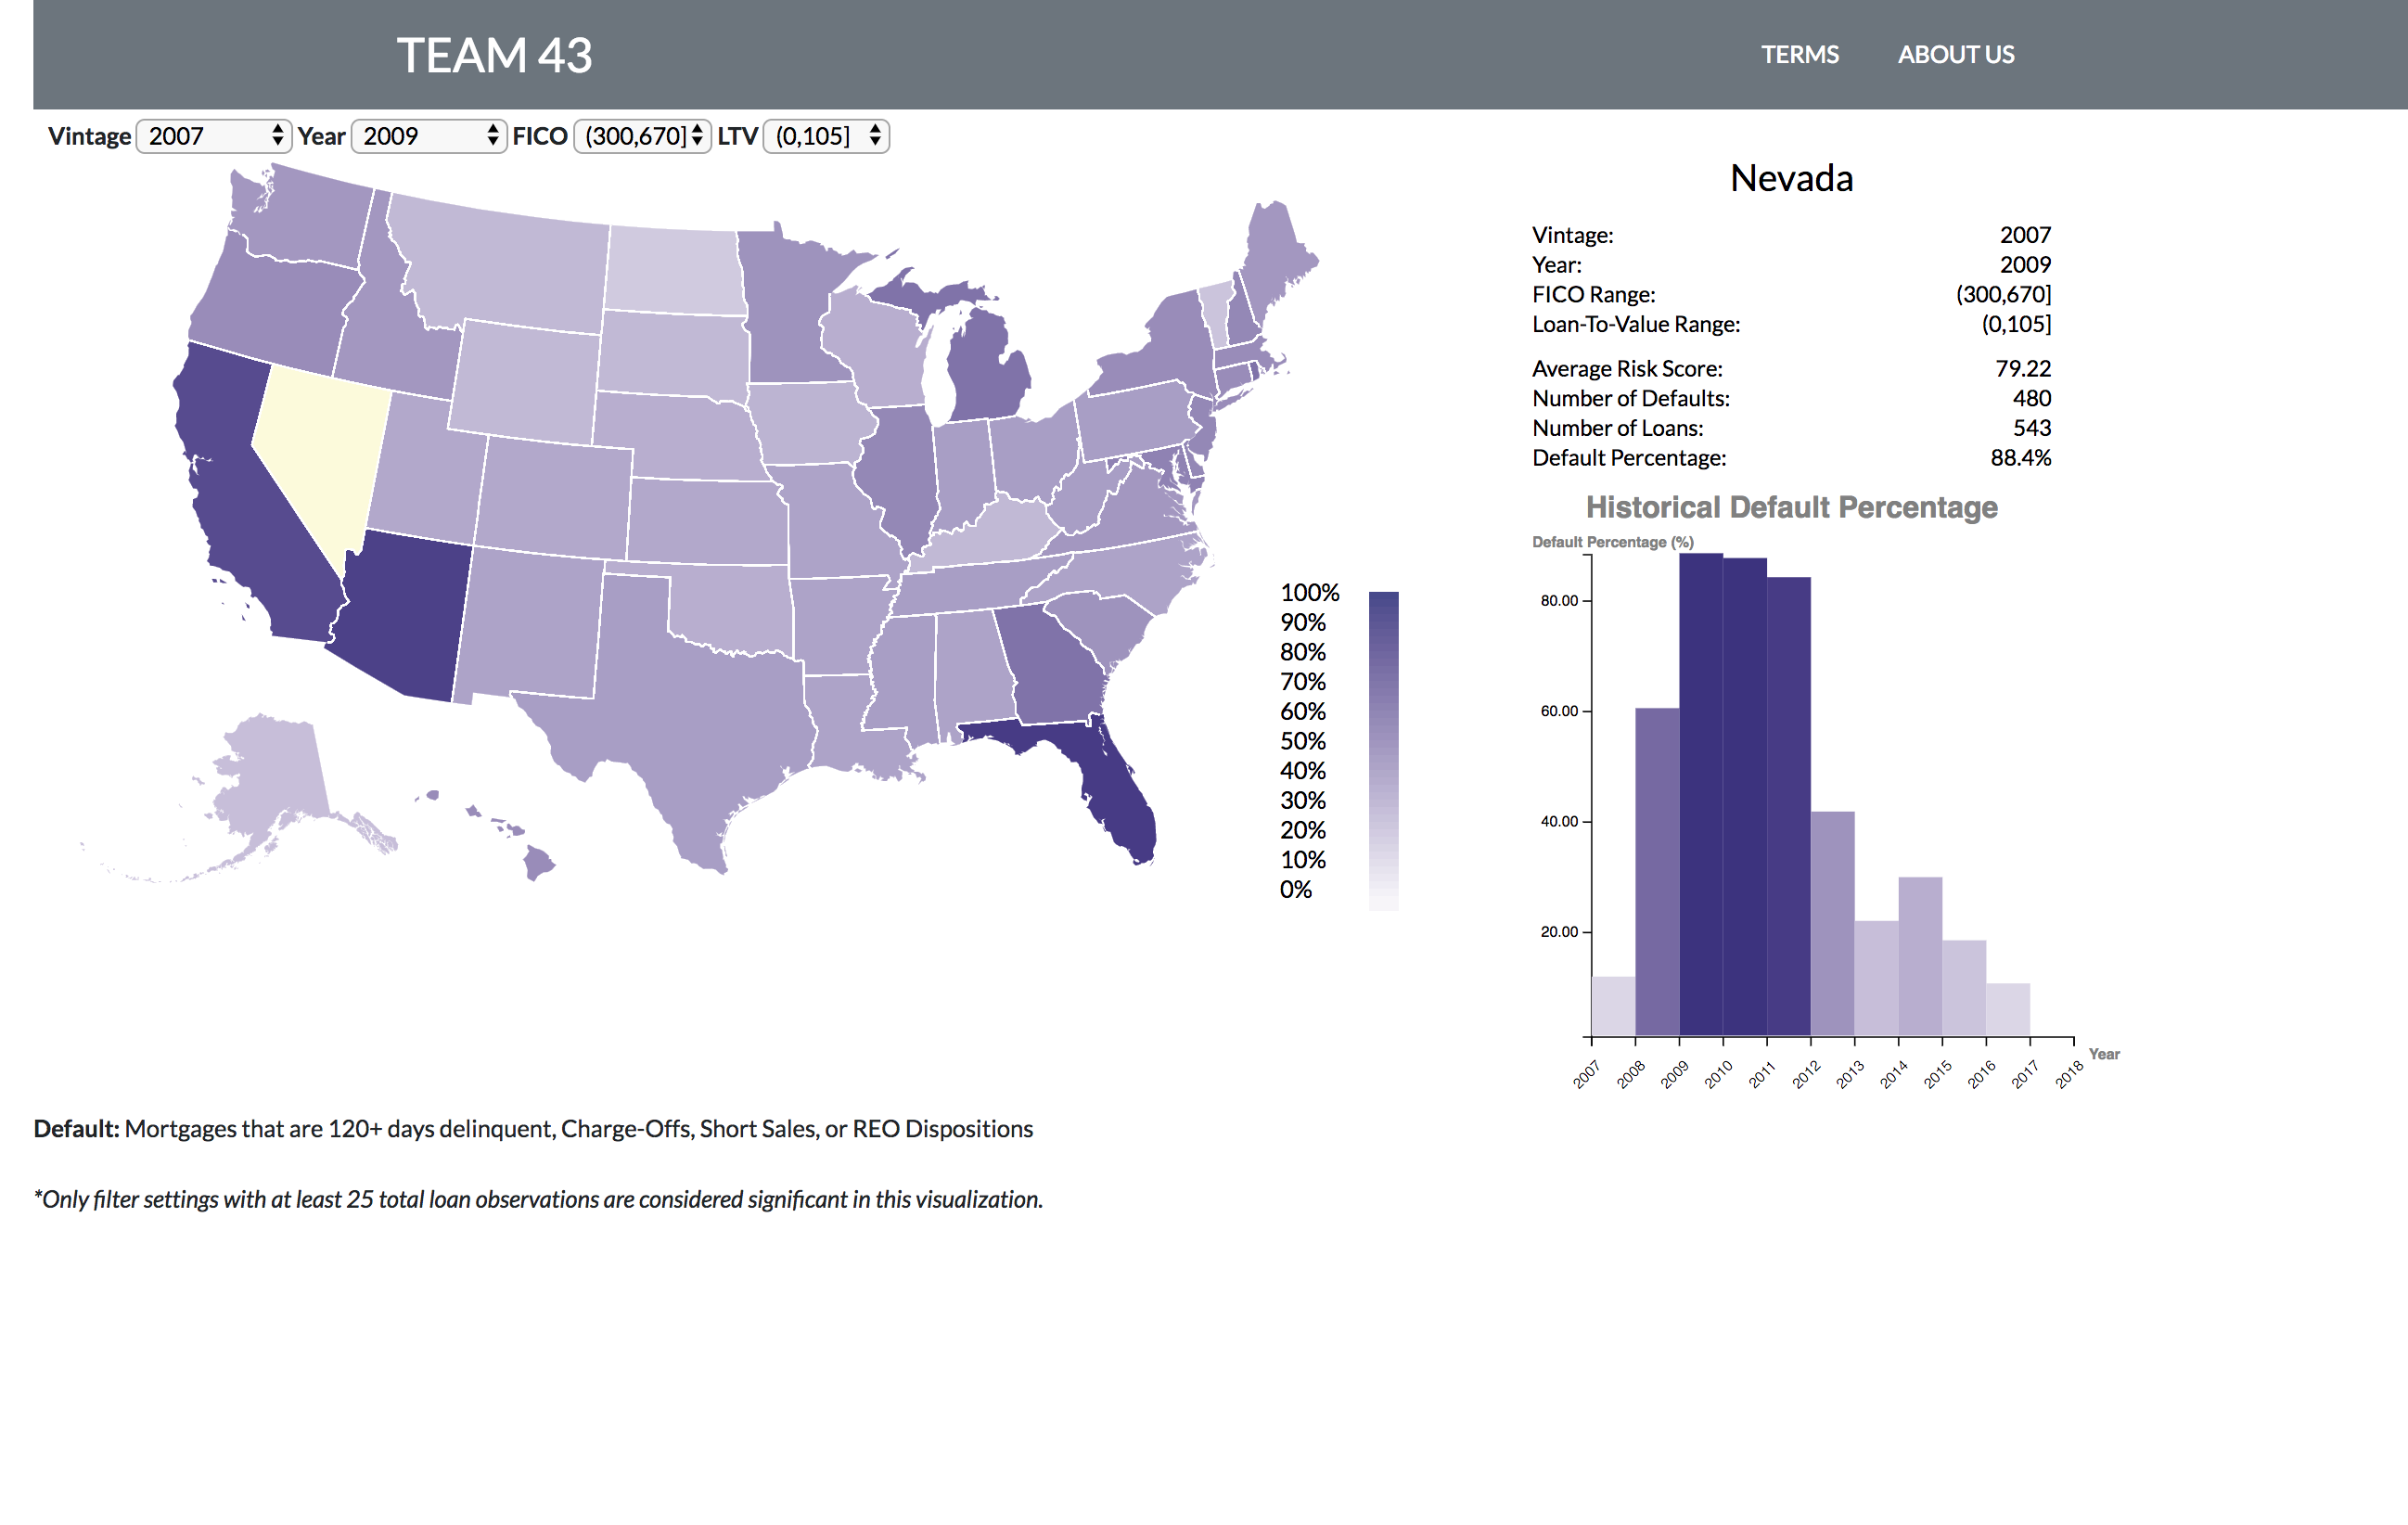 TEAM 43 TERMS ABOUT US
Vintage 2007 Year 2009 FICO (300,670] LTV (0,105]
Nevada
Vintage: 2007
Year: 2009
FICO Range: (300,670]
Loan-To-Value Range: (0,105]
Average Risk Score: 79.22
Number of Defaults: 480
Number of Loans: 543
Default Percentage: 88.4%
Historical Default Percentage
Default Percentage (%)
80.00
60.00
40.00
20.00
2007 2008 2009 2010 2011 2012 2013 2014 2015 2016 2017 2018
Year
100%
90%
80%
70%
60%
50%
40%
30%
20%
10%
0%
Default: Mortgages that are 120+ days delinquent, Charge-Offs, Short Sales, or REO Dispositions
*Only filter settings with at least 25 total loan observations are considered significant in this visualization.